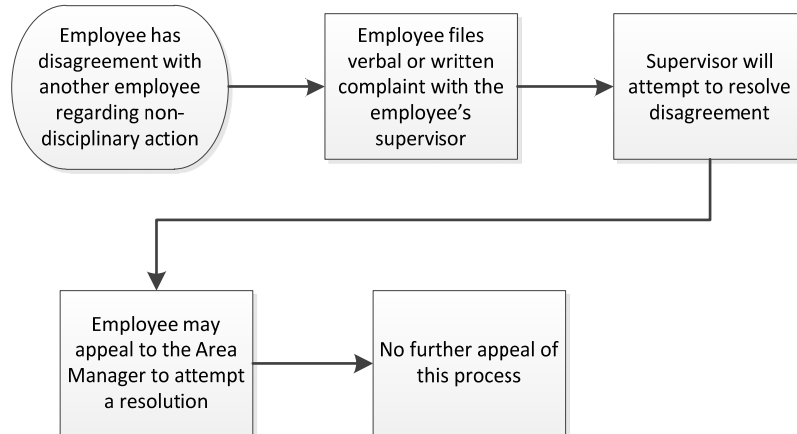 Employee has
disagreement with
another employee
regarding non-
disciplinary action
Employee files
verbal or written
complaint with the
employee’s
supervisor
Supervisor will
attempt to resolve
disagreement
Employee may
appeal to the Area
Manager to attempt
a resolution
No further appeal of
this process